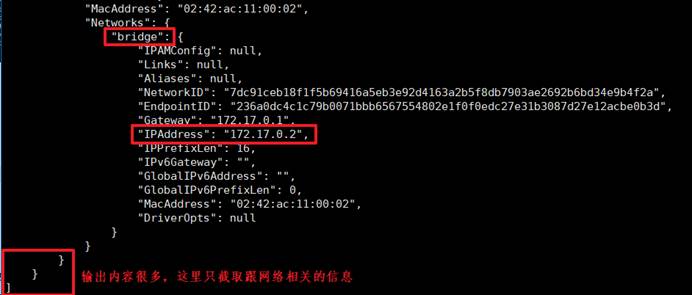 "MacAddress": "02:42:ac:11:00:02",
"Networks": {
"bridge": {
"IPAMConfig": null,
"Links": null,
"Aliases": null,
"NetworkID": "7dc91ceb18f1f5b69416a5eb3e92d4163a2b5f8db7903ae2692b6bd34e9b4f2a",
"EndpointID": "236a0dc4c1c79b0071bbb6567554802e1f0f0edc27e31b3087d27e12acbe0b3d",
"Gateway": "172.17.0.1",
"IPAddress": "172.17.0.2",
"IPPrefixLen": 16,
"IPv6Gateway": "",
"GlobalIPv6Address": "",
"GlobalIPv6PrefixLen": 0,
"MacAddress": "02:42:ac:11:00:02",
"DriverOpts": null
}
}
}
} 输出内容很多，这里只截取跟网络相关的信息
]